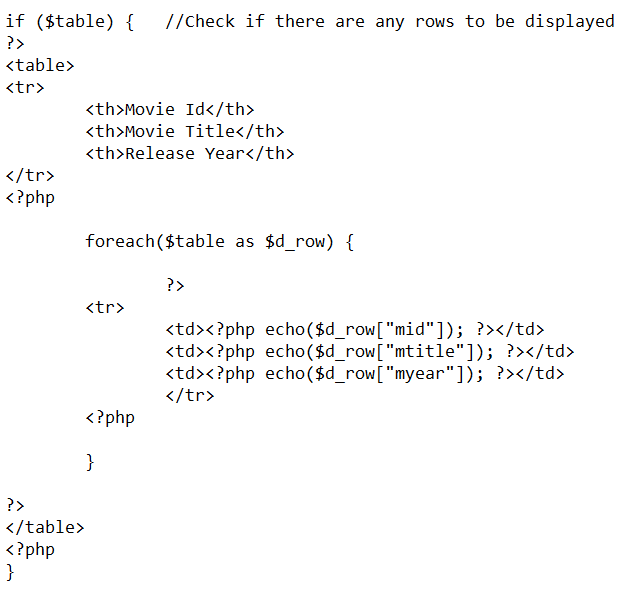 if ($table) {   //Check if there are any rows to be displayed
?>
<table>
<tr>
        <th>Movie Id</th>
        <th>Movie Title</th>
        <th>Release Year</th>
</tr>
<?php
        foreach($table as $d_row) {
                ?>
        <tr>
                <td><?php echo($d_row["mid"]); ?></td>
                <td><?php echo($d_row["mtitle"]); ?></td>
                <td><?php echo($d_row["myear"]); ?></td>
                </tr>
        <?php
        }
?>
</table>
<?php
}